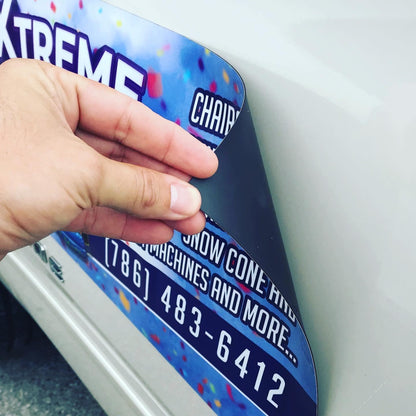 XTREME
CHAIR
SNOW CONE AND
MACHINES AND MORE...
(786) 483-6412